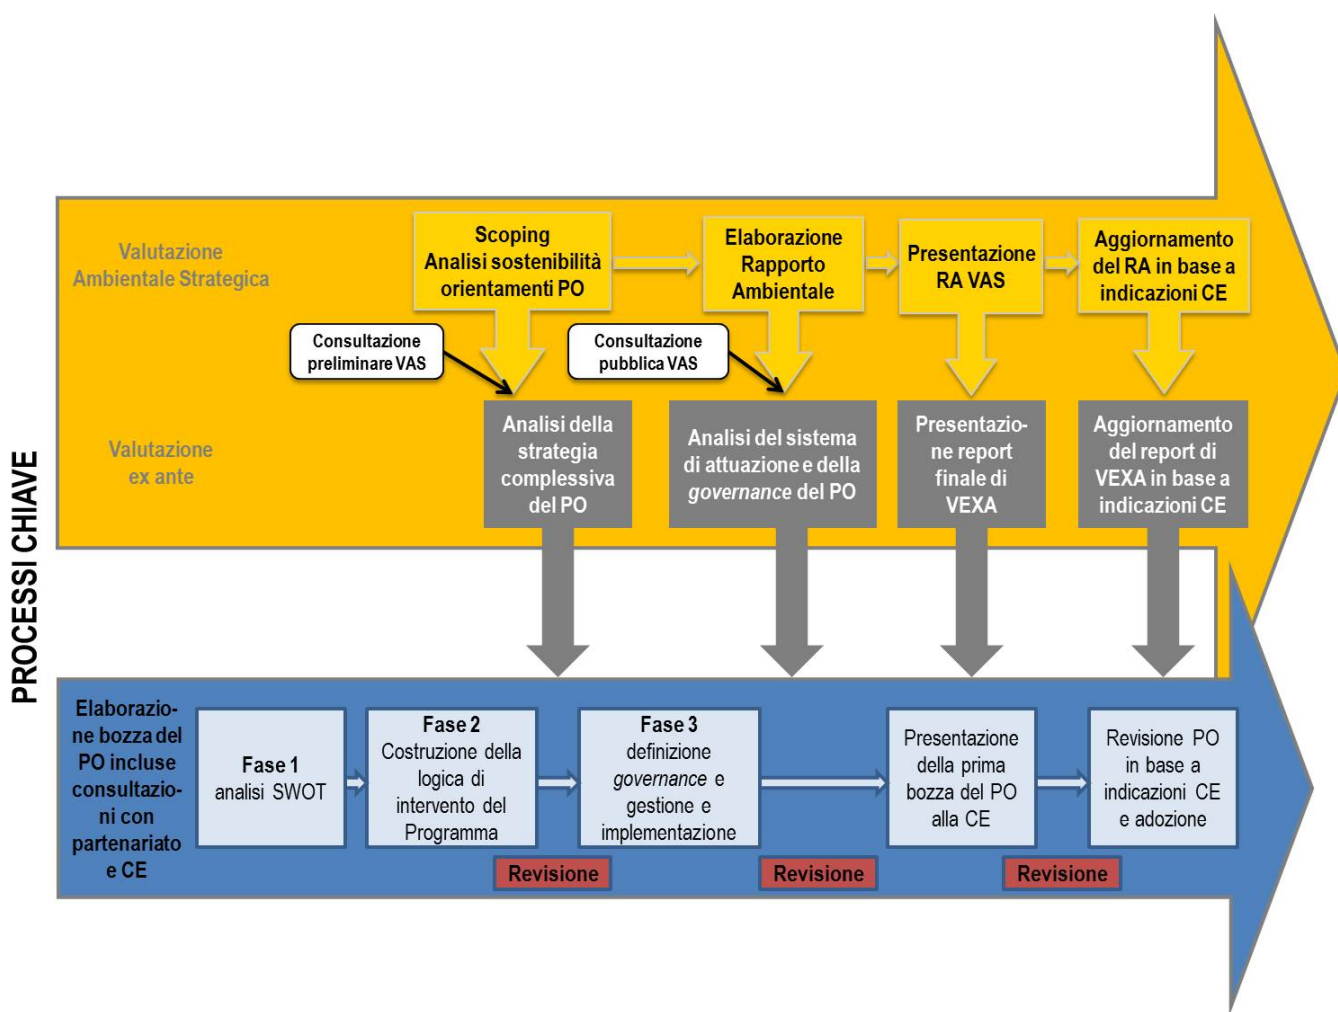 PROCESSI CHIAVE
Valutazione
Ambientale Strategica
Scoping
Analisi sostenibilità
orientamenti PO
Elaborazione
Rapporto
Ambientale
Presentazione
RA VAS
Aggiornamento
del RA in base a
indicazioni CE
Consultazione
preliminare VAS
Consultazione
pubblica VAS
Valutazione
ex ante
Analisi della
strategia
complessiva
del PO
Analisi del sistema
di attuazione e della
governance del PO
Presentazio-
ne report
finale di
VEXA
Aggiornamento
del report di
VEXA in base a
indicazioni CE
Elaborazio-
ne bozza del
PO incluse
consultazio-
ni con
partenariato
e CE
Fase 1
analisi SWOT
Fase 2
Costruzione della
logica di
intervento del
Programma
Fase 3
definizione
governance e
gestione e
implementazione
Presentazione
della prima
bozza del PO
alla CE
Revisione PO
in base a
indicazioni CE
e adozione
Revisione
Revisione
Revisione